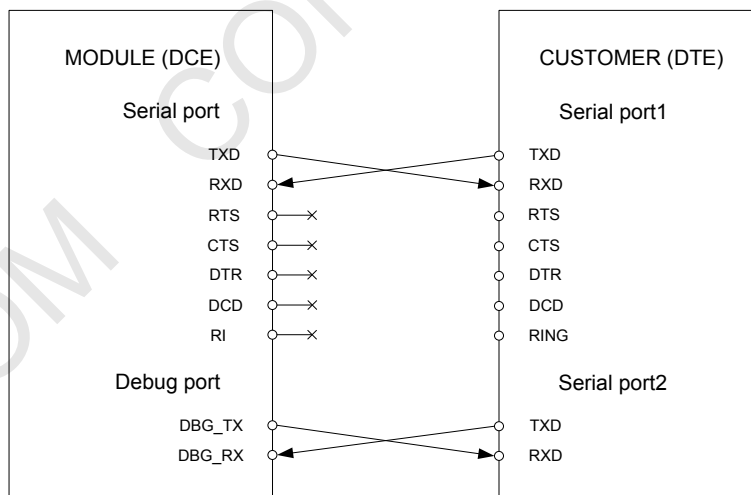 MODULE (DCE)
CUSTOMER (DTE)
Serial port
Serial port1
TXD
TXD
RXD
RXD
RTS
RTS
CTS
CTS
DTR
DTR
DCD
DCD
RI
RING
Debug port
Serial port2
DBG_TX
TXD
DBG_RX
RXD